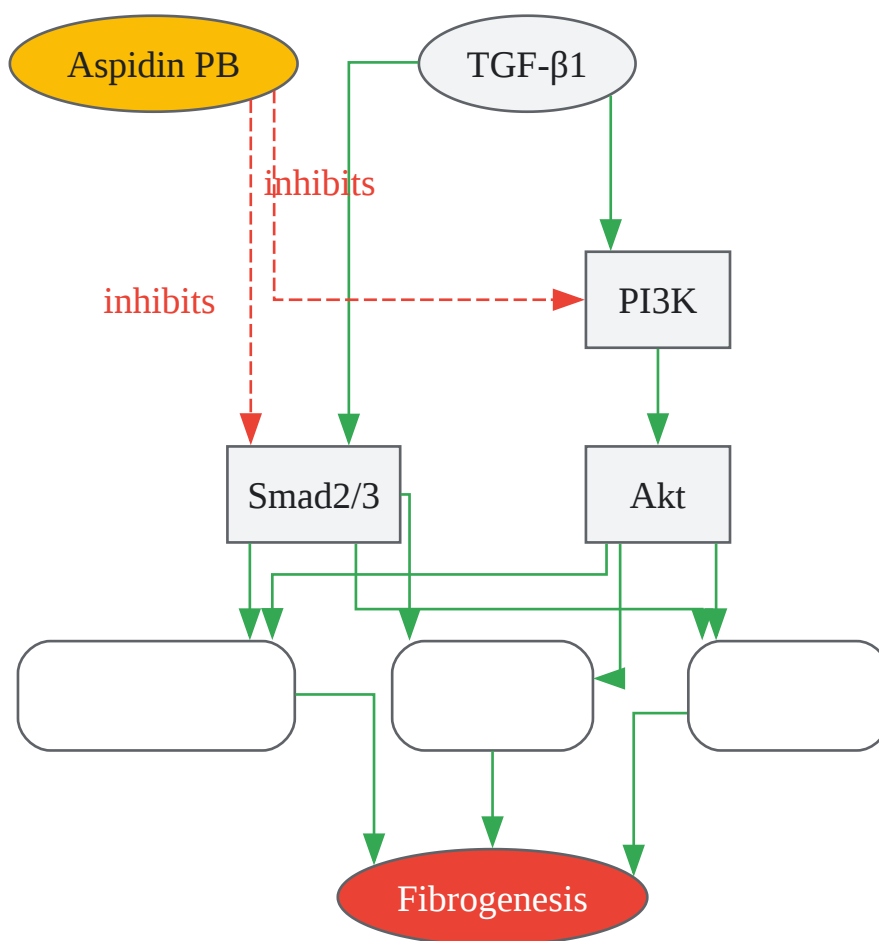 Aspidin PB
TGF-β1
inhibits
inhibits
PI3K
Smad2/3
Akt
Fibrogenesis